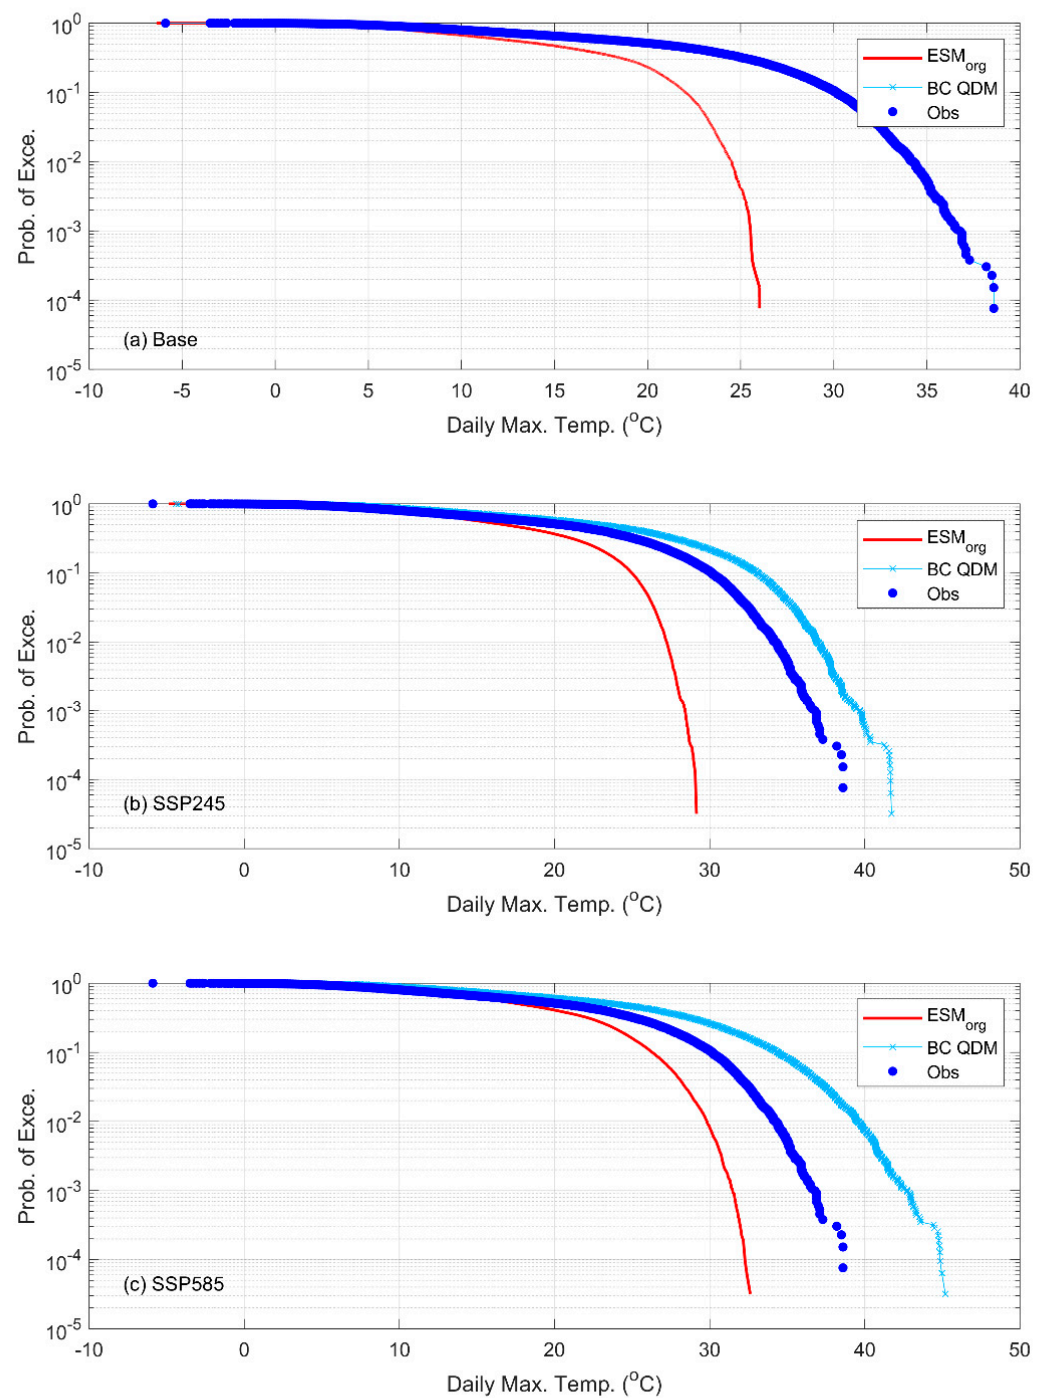 10^0
10^-1
10^-2
10^-3
10^-4
10^-5
Prob. of Exce.
ESM_org
BC QDM
Obs
(a) Base
-10 -5 0 5 10 15 20 25 30 35 40
Daily Max. Temp. (°C)
10^0
10^-1
10^-2
10^-3
10^-4
10^-5
Prob. of Exce.
ESM_org
BC QDM
Obs
(b) SSP245
-10 0 10 20 30 40 50
Daily Max. Temp. (°C)
10^0
10^-1
10^-2
10^-3
10^-4
10^-5
Prob. of Exce.
ESM_org
BC QDM
Obs
(c) SSP585
-10 0 10 20 30 40 50
Daily Max. Temp. (°C)